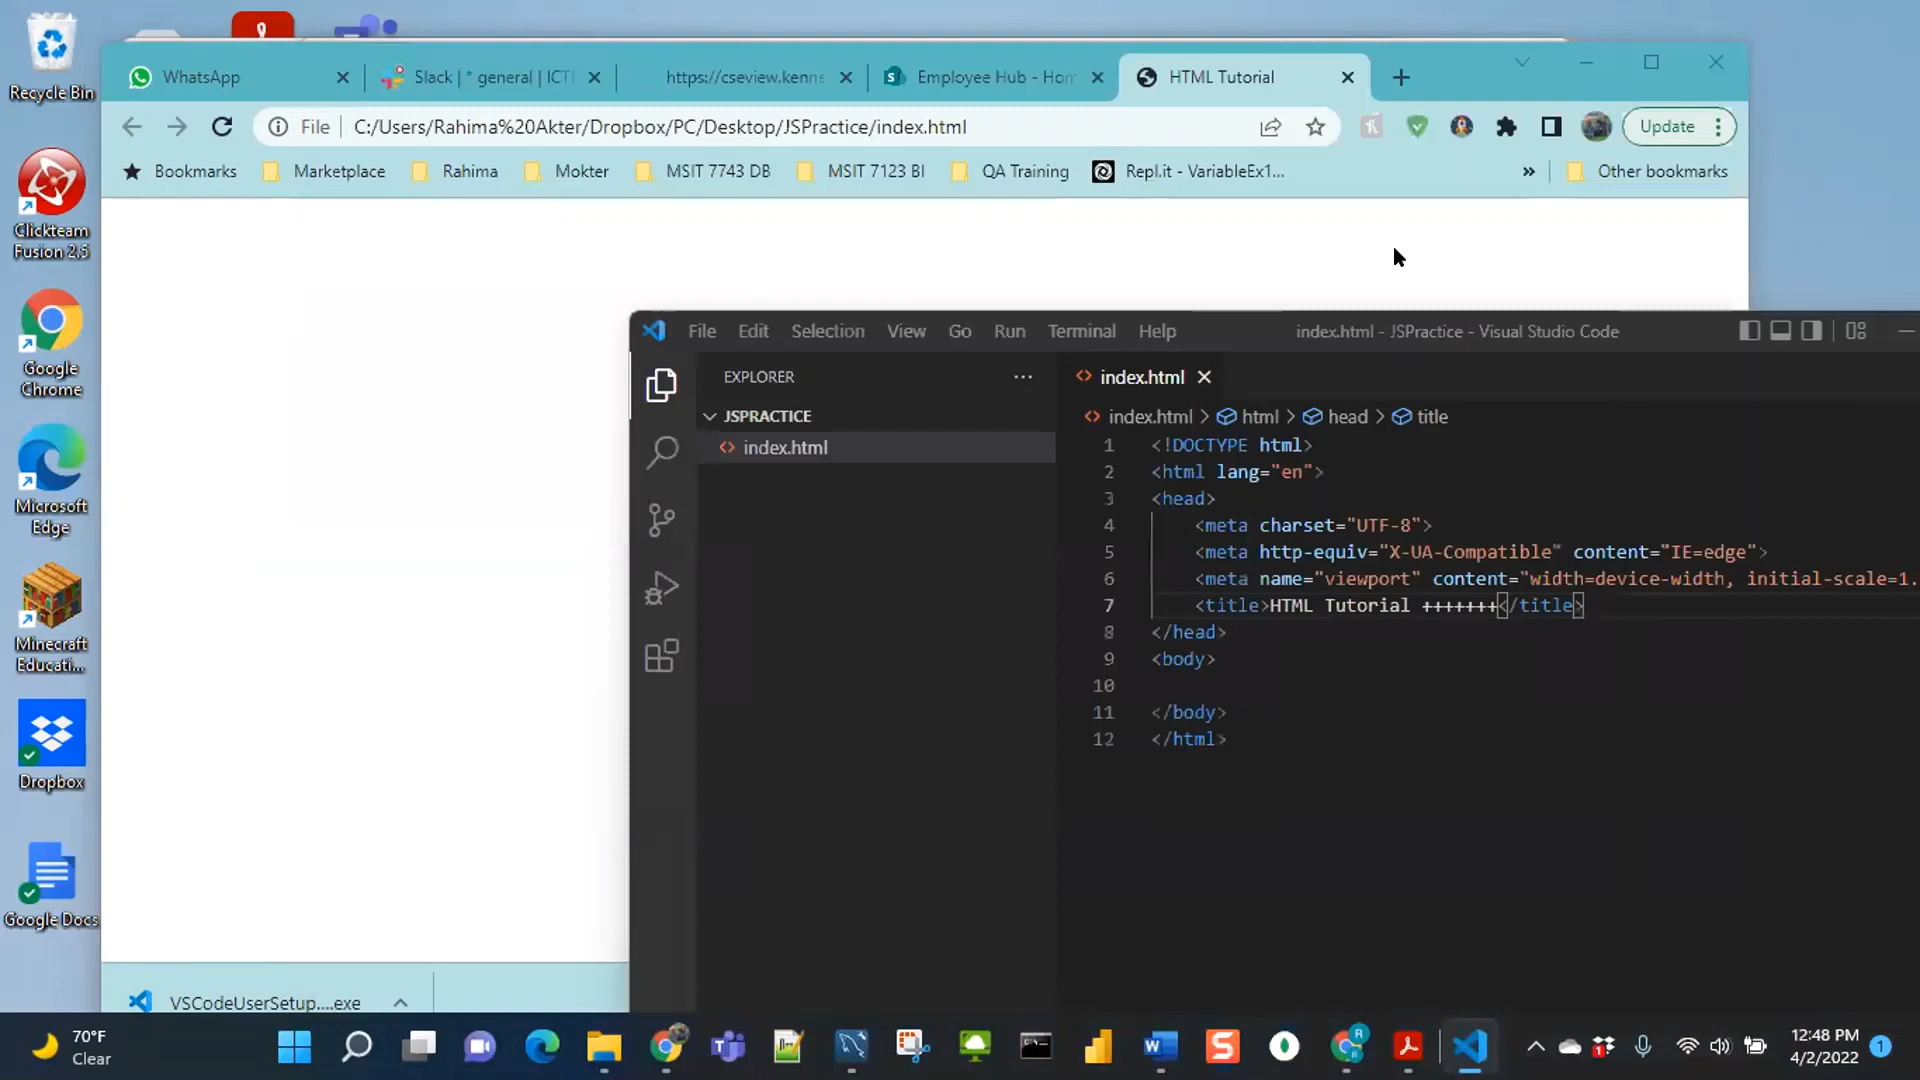 Recycle Bin
Clickteam
Fusion 2.5
Google
Chrome
Microsoft
Edge
Minecraft
Educati...
Dropbox
Google Docs
WhatsApp
Slack | * general | ICT
https://cseview.kenns
Employee Hub - Hom
HTML Tutorial
File
C:/Users/Rahima%20Akter/Dropbox/PC/Desktop/JSPractice/index.html
Update
Bookmarks
Marketplace
Rahima
Mokter
MSIT 7743 DB
MSIT 7123 BI
QA Training
Repl.it - VariableEx1...
»
Other bookmarks
File Edit Selection View Go Run Terminal Help
index.html - JSPractice - Visual Studio Code
EXPLORER
JSPRACTICE
index.html
index.html
index.html > html > head > title
1 <!DOCTYPE html>
2 <html lang="en">
3 <head>
4 <meta charset="UTF-8">
5 <meta http-equiv="X-UA-Compatible" content="IE=edge">
6 <meta name="viewport" content="width=device-width, initial-scale=1.
7 <title>HTML Tutorial +++++++</title>
8 </head>
9 <body>
10
11 </body>
12 </html>
VSCodeUserSetup....exe
70°F
Clear
12:48 PM
4/2/2022
1